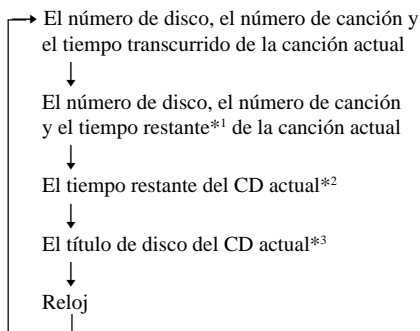 El número de disco, el número de canción y
el tiempo transcurrido de la canción actual
El número de disco, el número de canción
y el tiempo restante*1 de la canción actual
El tiempo restante del CD actual*2
El título de disco del CD actual*3
Reloj